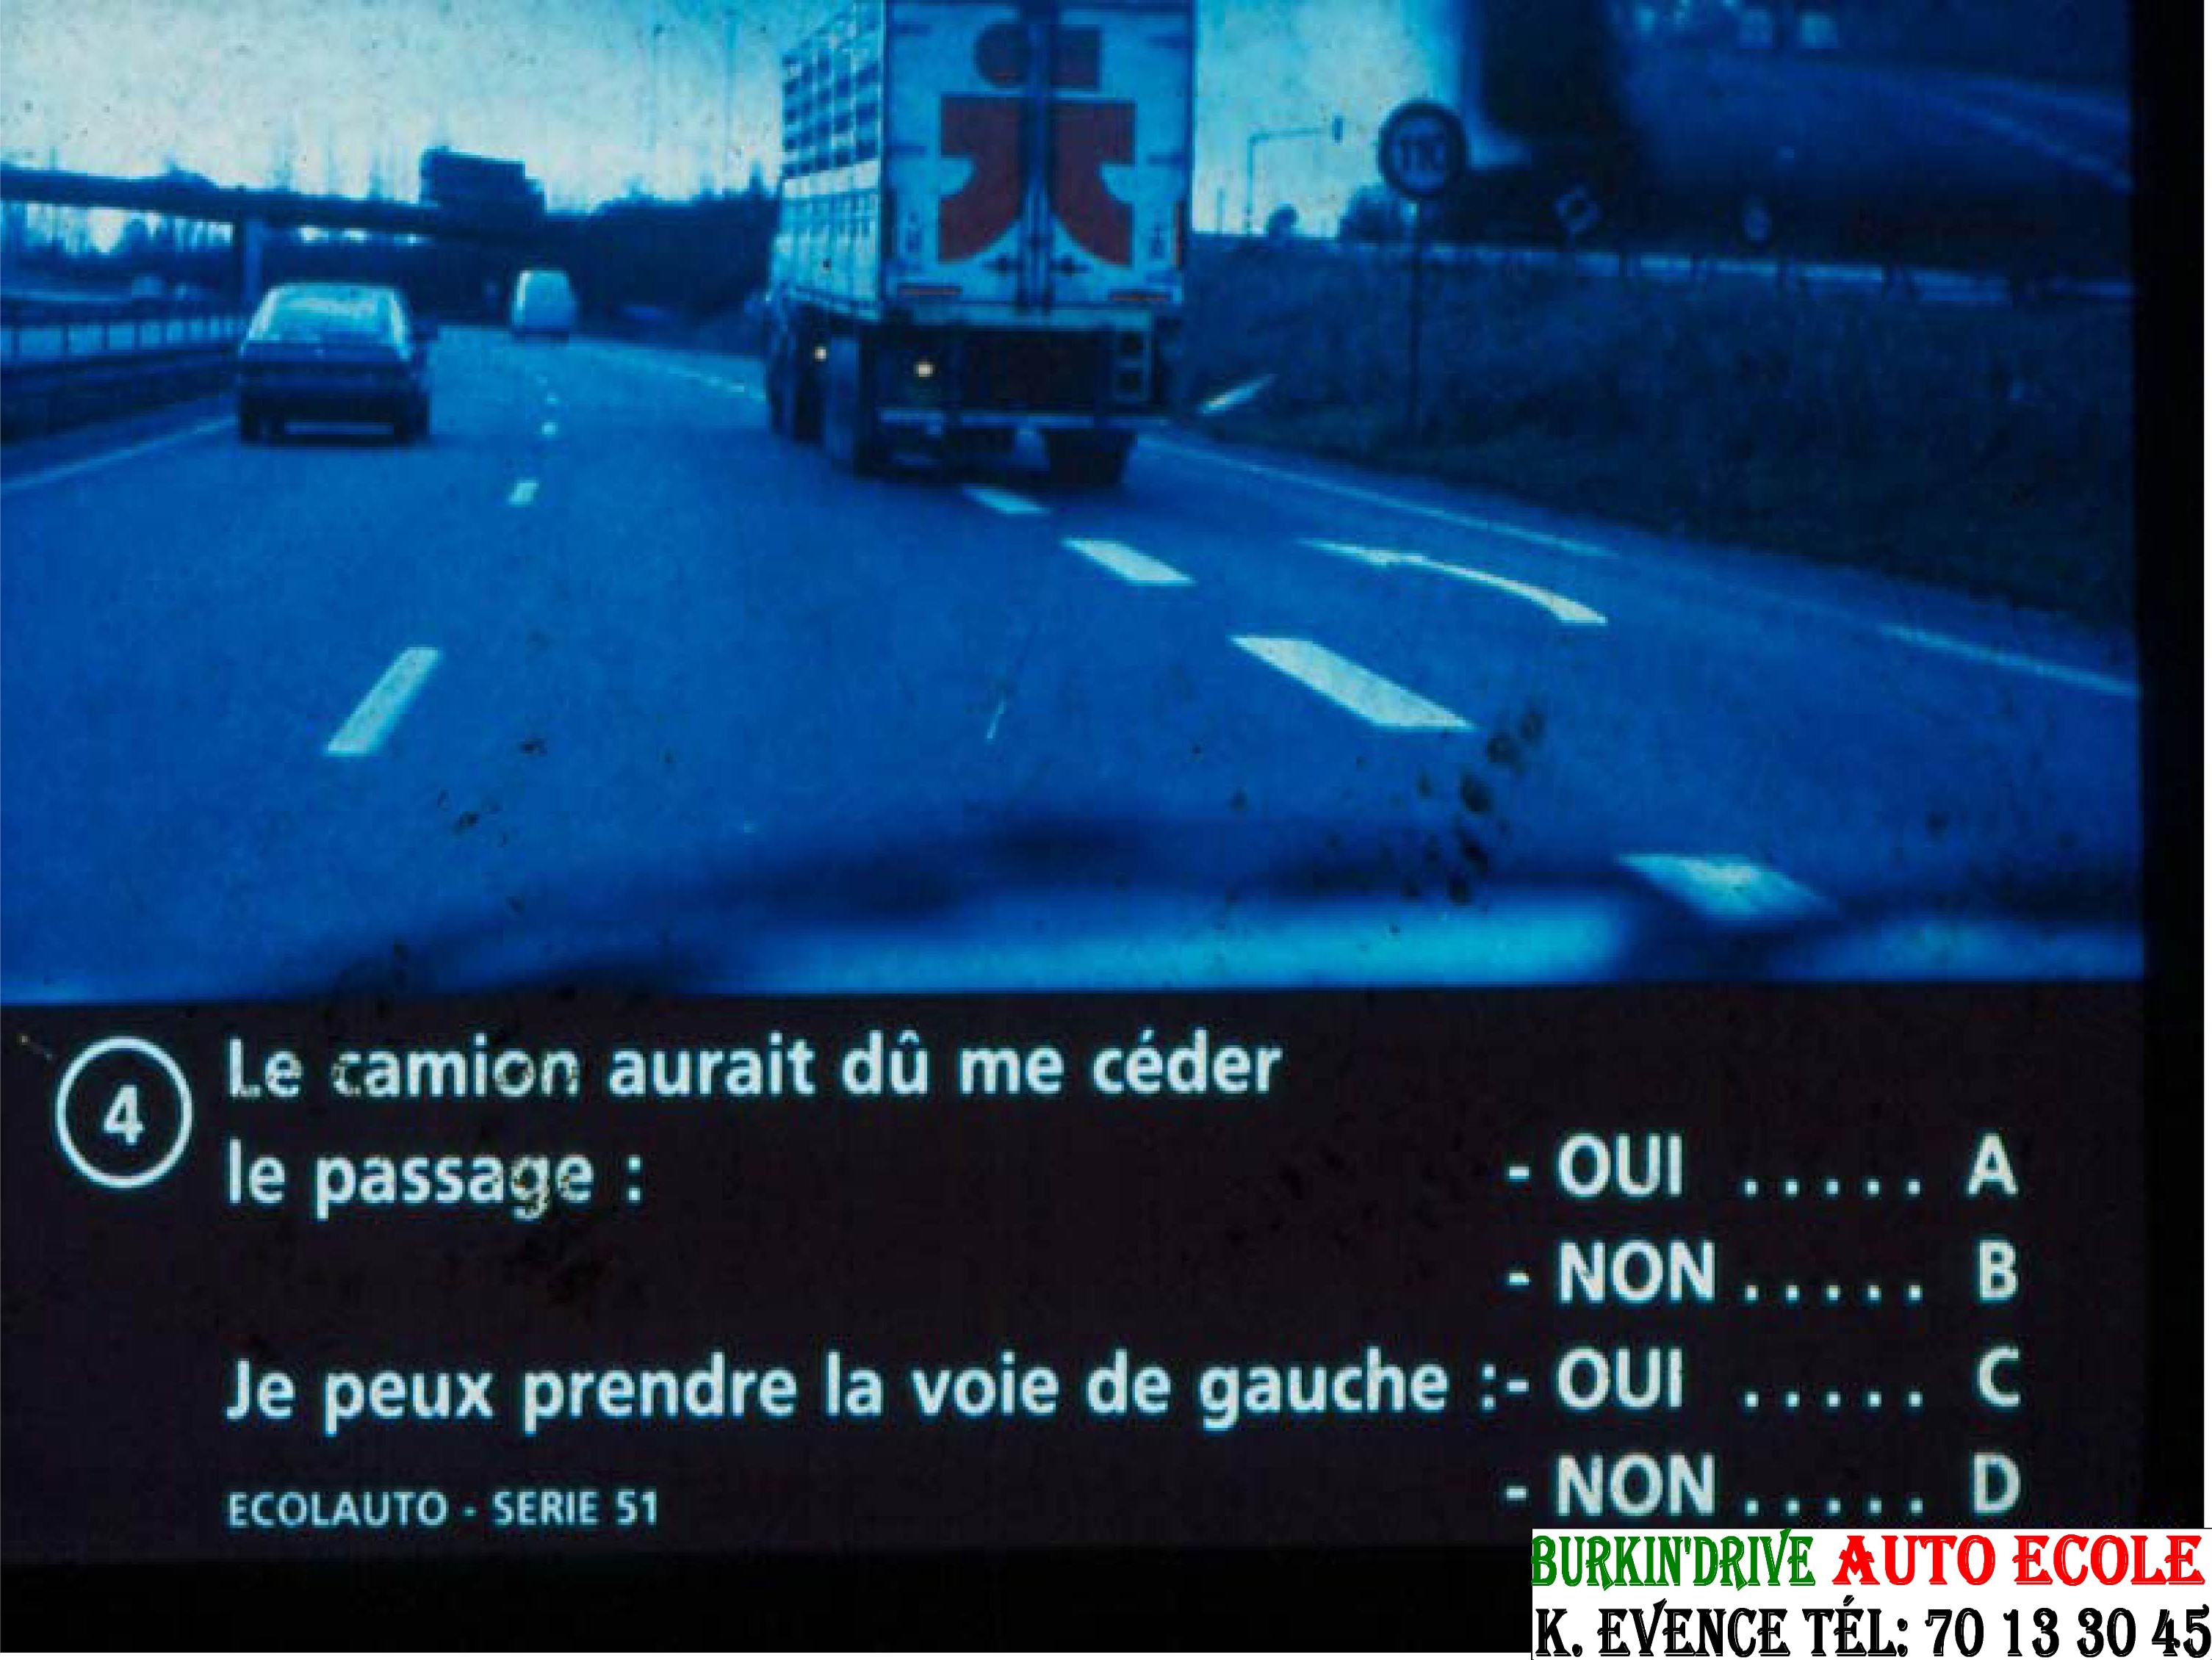 110
4
Le camion aurait dû me céder
le passage :
- OUI ..... A
- NON ..... B
Je peux prendre la voie de gauche :- OUI ..... C
- NON ..... D
ECOLAUTO - SERIE 51
BURKIN'DRIVE AUTO ECOLE
K. EVENCE TÉL: 70 13 30 45